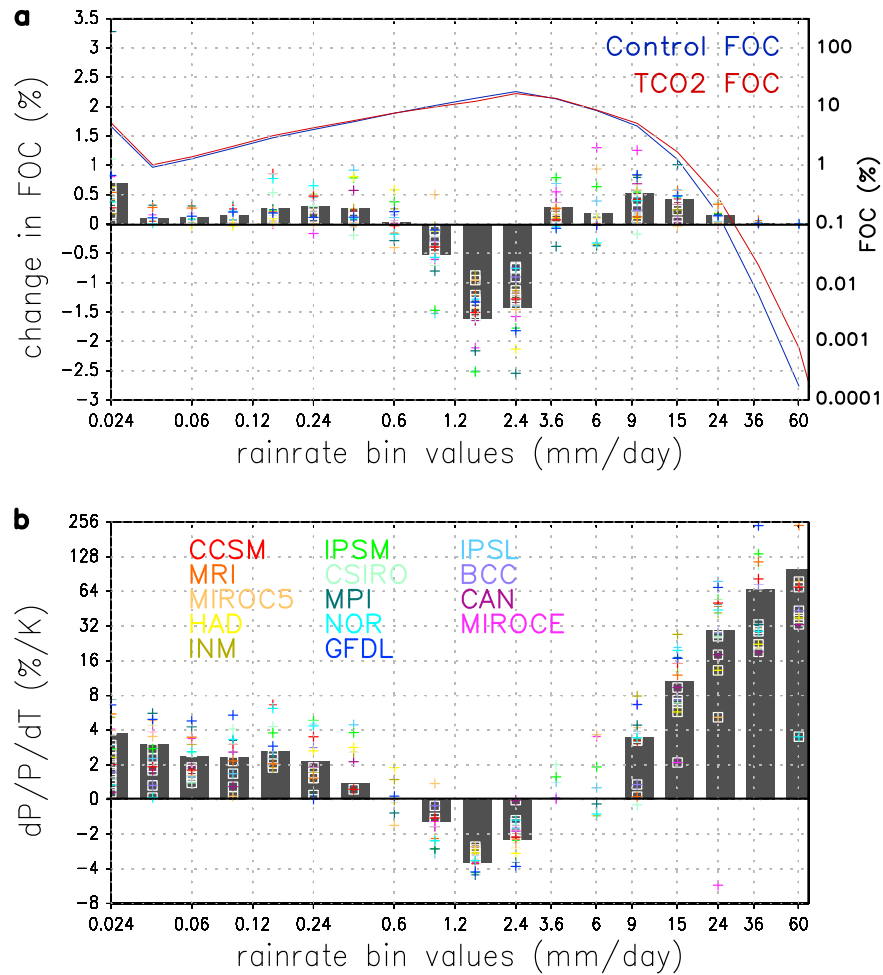 a
3.5
3
2.5
2
1.5
1
0.5
0
-0.5
-1
-1.5
-2
-2.5
-3
change in FOC (%)
Control FOC
TCO2 FOC
100
10
1
0.1
0.01
0.001
0.0001
FOC (%)
0.024 0.06 0.12 0.24 0.6 1.2 2.4 3.6 6 9 15 24 36 60
rainrate bin values (mm/day)
b
256
128
64
32
16
8
4
2
0
-2
-4
-8
dP/P/dT (%/K)
CCSM IPSM IPSL
MRI CSIRO BCC
MIROC5 MPI CAN
HAD NOR MIROCE
INM GFDL
0.024 0.06 0.12 0.24 0.6 1.2 2.4 3.6 6 9 15 24 36 60
rainrate bin values (mm/day)